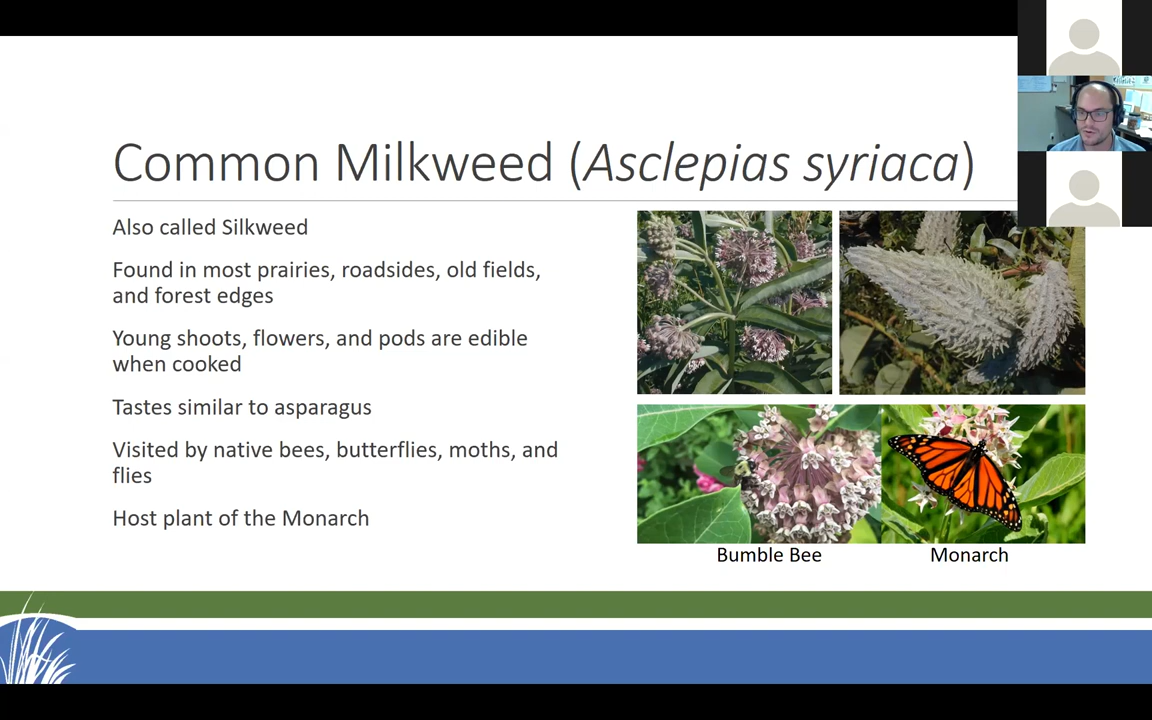 Common Milkweed (Asclepias syriaca)
Also called Silkweed
Found in most prairies, roadsides, old fields,
and forest edges
Young shoots, flowers, and pods are edible
when cooked
Tastes similar to asparagus
Visited by native bees, butterflies, moths, and
flies
Host plant of the Monarch
Bumble Bee
Monarch